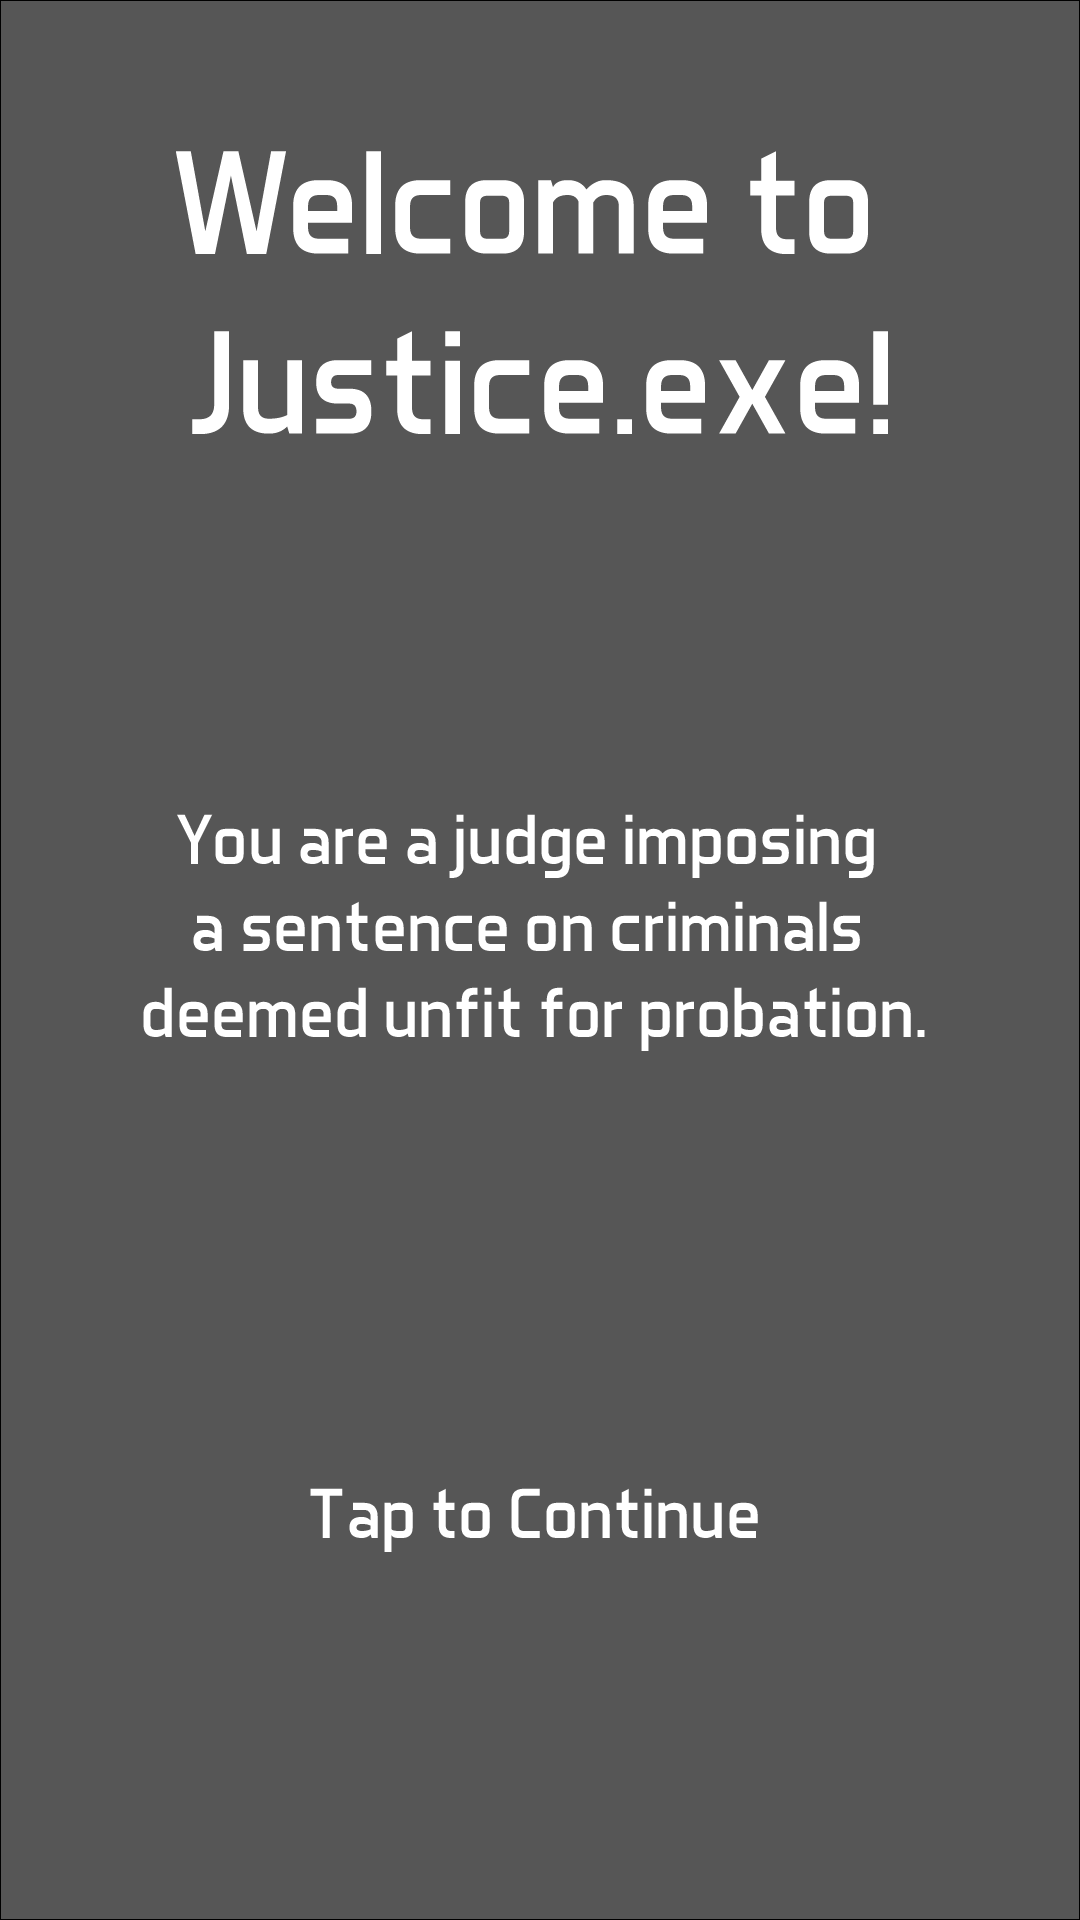 Welcome to
Justice.exe!
You are a judge imposing
a sentence on criminals
deemed unfit for probation.
Tap to Continue